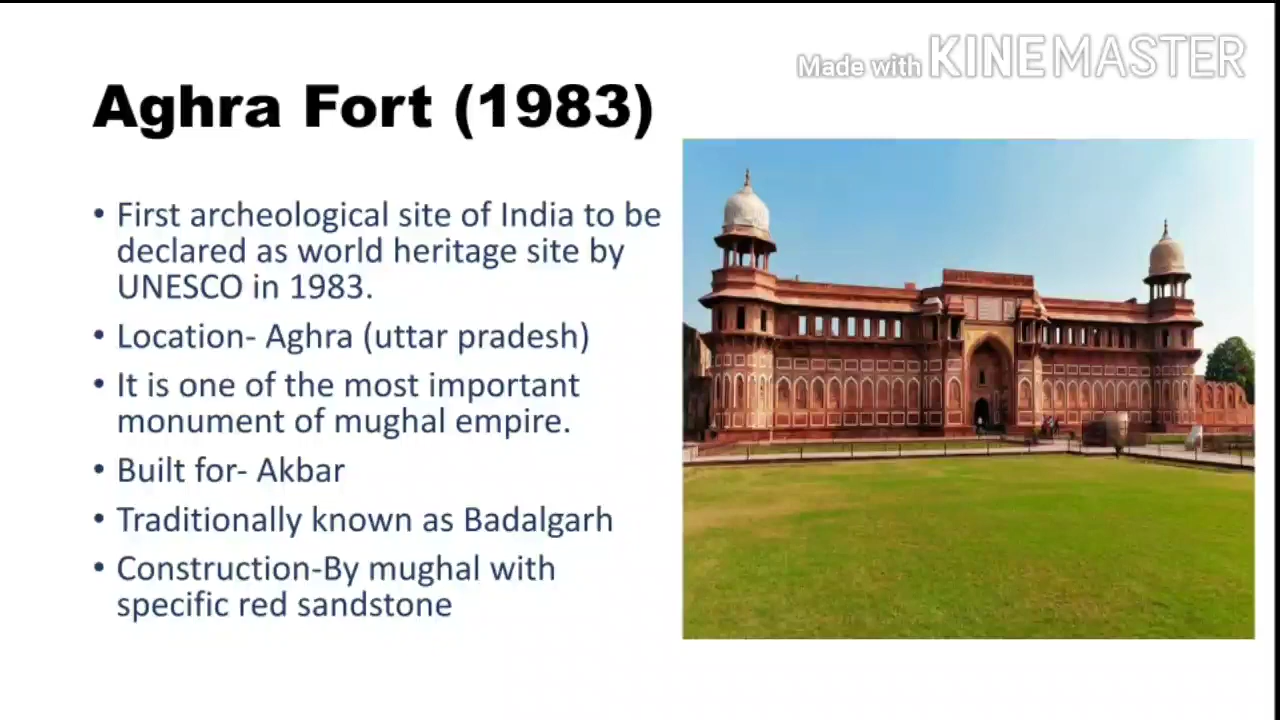 Made with KINEMASTER
Aghra Fort (1983)
• First archeological site of India to be
declared as world heritage site by
UNESCO in 1983.
• Location- Aghra (uttar pradesh)
• It is one of the most important
monument of mughal empire.
• Built for- Akbar
• Traditionally known as Badalgarh
• Construction-By mughal with
specific red sandstone